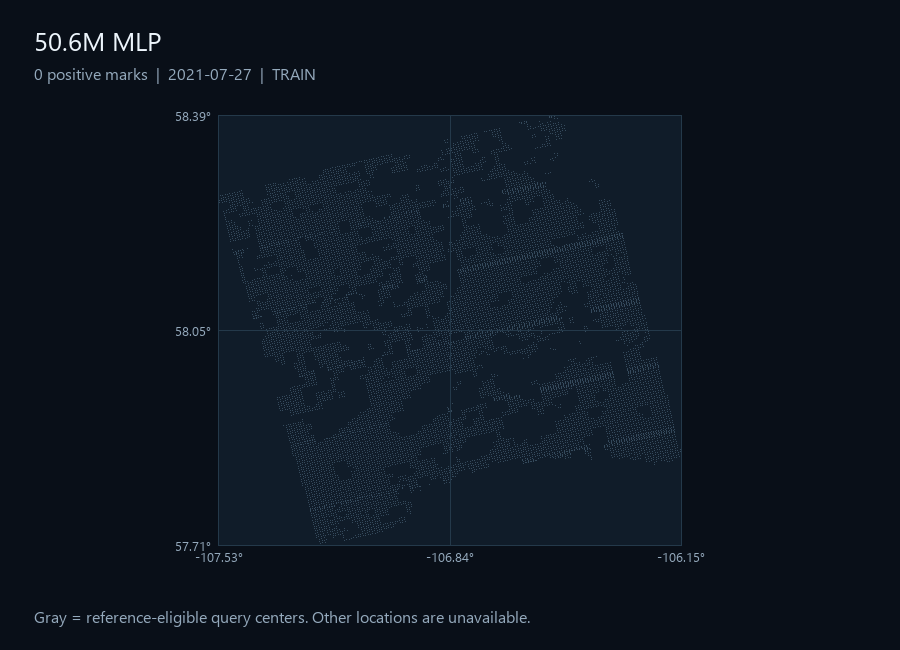 50.6M MLP
0 positive marks | 2021-07-27 | TRAIN
58.39°
58.05°
57.71°
-107.53° -106.84° -106.15°
Gray = reference-eligible query centers. Other locations are unavailable.